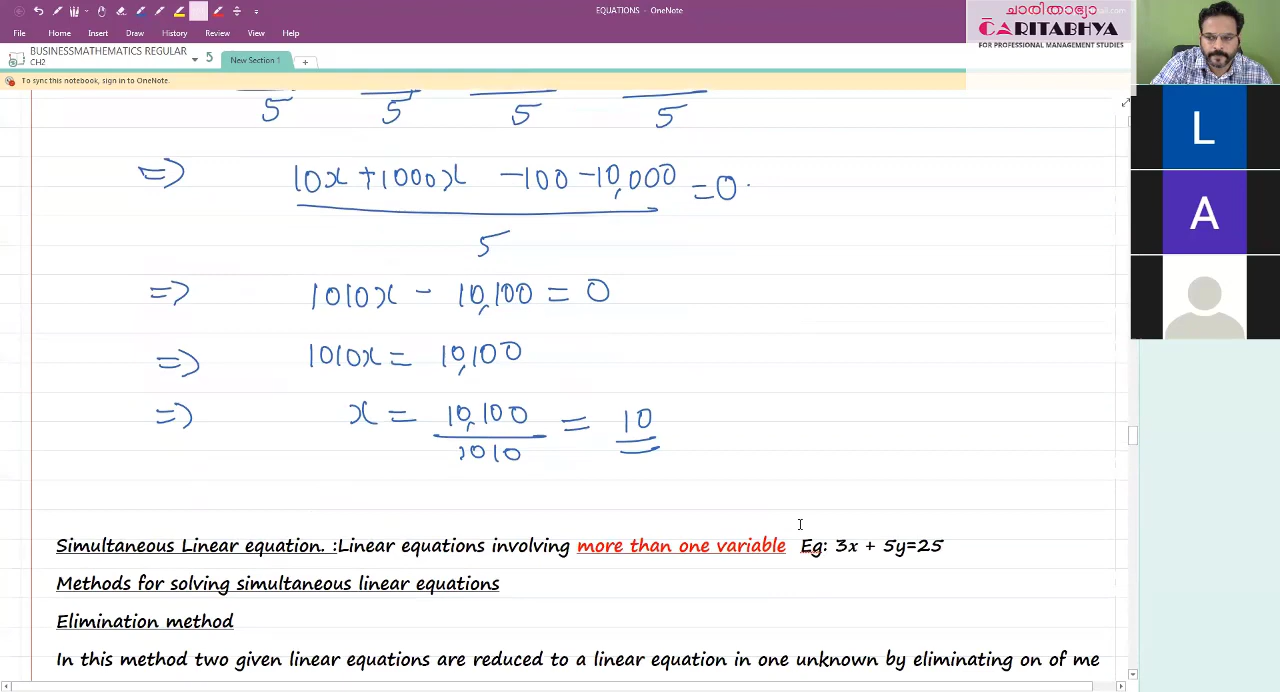 EQUATIONS - OneNote
ചാരിതാഭ്യാ
CARITABHYA
FOR PROFESSIONAL MANAGEMENT STUDIES
File Home Insert Draw History Review View Help
BUSINESSMATHEMATICS REGULAR
CH2
New Section 1
To sync this notebook, sign in to OneNote.
5 5 5 5
=> 10x + 1000x - 100 - 10,000 = 0
5
=> 1010x - 10,100 = 0
=> 1010x = 10,100
=> x = 10,100 = 10
1010
Simultaneous Linear equation. :Linear equations involving more than one variable Eg: 3x + 5y=25
Methods for solving simultaneous linear equations
Elimination method
In this method two given linear equations are reduced to a linear equation in one unknown by eliminating on of me
L
A